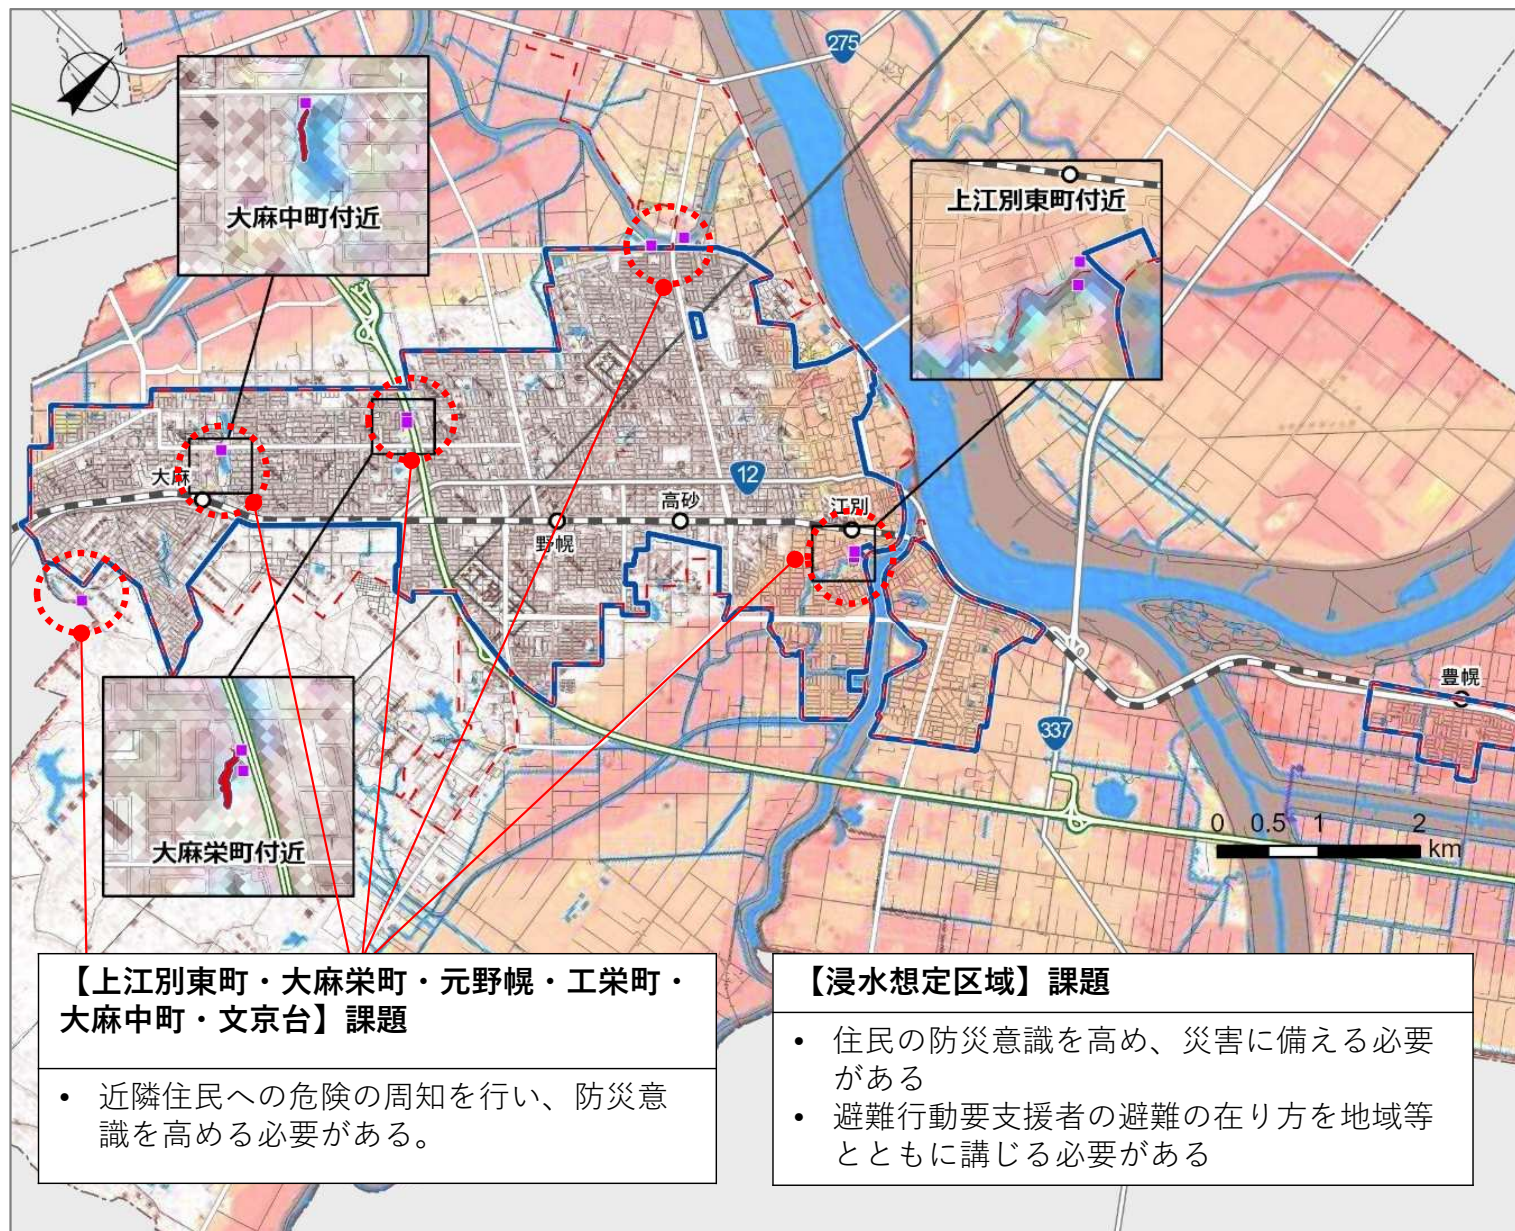 N
275
大麻中町付近
上江別東町付近
大麻
12
高砂
江別
野幌
豊幌
337
大麻栄町付近
0 0.5 1 2
km
【上江別東町・大麻栄町・元野幌・工栄町・
大麻中町・文京台】課題
• 近隣住民への危険の周知を行い、防災意
識を高める必要がある。
【浸水想定区域】課題
• 住民の防災意識を高め、災害に備える必要
がある
• 避難行動要支援者の避難の在り方を地域等
とともに講じる必要がある